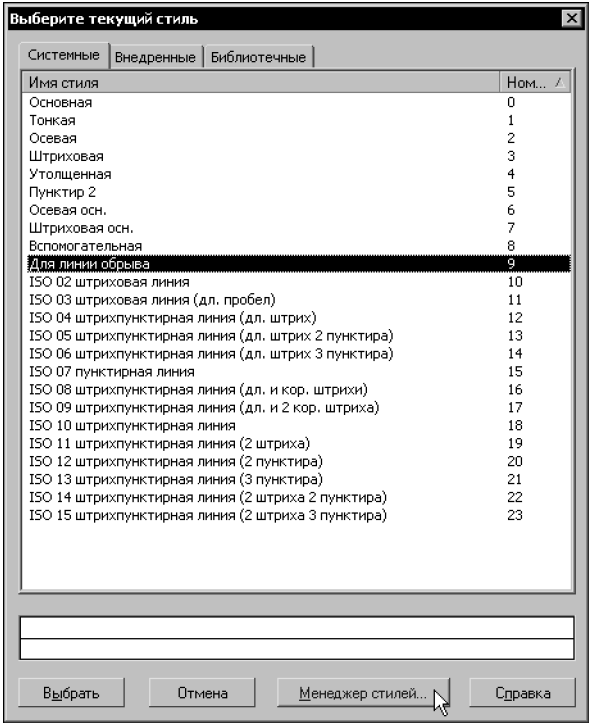 Выберите текущий стиль
Системные Внедренные Библиотечные
Имя стиля Ном...
Основная 0
Тонкая 1
Осевая 2
Штриховая 3
Утолщенная 4
Пунктир 2 5
Осевая осн. 6
Штриховая осн. 7
Вспомогательная 8
Для линии обрыва 9
ISO 02 штриховая линия 10
ISO 03 штриховая линия (дл. пробел) 11
ISO 04 штрихпунктирная линия (дл. штрих) 12
ISO 05 штрихпунктирная линия (дл. штрих 2 пунктира) 13
ISO 06 штрихпунктирная линия (дл. штрих 3 пунктира) 14
ISO 07 пунктирная линия 15
ISO 08 штрихпунктирная линия (дл. и кор. штрихи) 16
ISO 09 штрихпунктирная линия (дл. и 2 кор. штриха) 17
ISO 10 штрихпунктирная линия 18
ISO 11 штрихпунктирная линия (2 штриха) 19
ISO 12 штрихпунктирная линия (2 пунктира) 20
ISO 13 штрихпунктирная линия (3 пунктира) 21
ISO 14 штрихпунктирная линия (2 штриха 2 пунктира) 22
ISO 15 штрихпунктирная линия (2 штриха 3 пунктира) 23
Выбрать Отмена Менеджер стилей... Справка